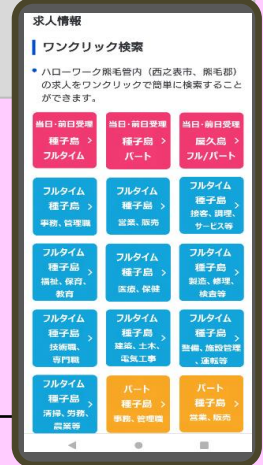 求人情報
ワンクリック検索
• ハローワーク熊毛管内（西之表市、熊毛郡）
の求人をワンクリックで簡単に検索すること
ができます。
当日・前日受理
種子島
フルタイム
当日・前日受理
種子島
パート
当日・前日受理
屋久島
フル/パート
フルタイム
種子島
事務、管理職
フルタイム
種子島
営業、販売
フルタイム
種子島
接客、調理、
サービス等
フルタイム
種子島
福祉、保育、
教育
フルタイム
種子島
医療、保健
フルタイム
種子島
製造、修理、
検査等
フルタイム
種子島
技術職、
専門職
フルタイム
種子島
建築、土木、
電気工事
フルタイム
種子島
整備、施設管理
、運転等
フルタイム
種子島
清掃、労務、
農業等
パート
種子島
事務、管理職
パート
種子島
営業、販売